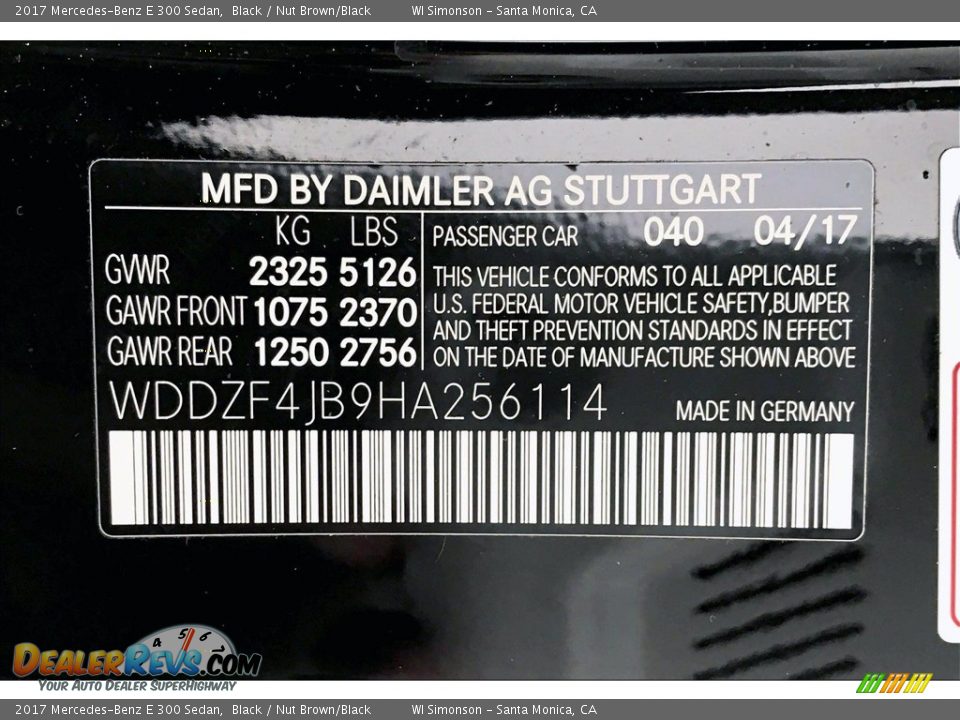 2017 Mercedes-Benz E 300 Sedan, Black / Nut Brown/Black WI Simonson - Santa Monica, CA
MFD BY DAIMLER AG STUTTGART
KG LBS
GVWR 2325 5126
GAWR FRONT 1075 2370
GAWR REAR 1250 2756
PASSENGER CAR 040 04/17
THIS VEHICLE CONFORMS TO ALL APPLICABLE
U.S. FEDERAL MOTOR VEHICLE SAFETY,BUMPER
AND THEFT PREVENTION STANDARDS IN EFFECT
ON THE DATE OF MANUFACTURE SHOWN ABOVE
WDDZF4JB9HA256114 MADE IN GERMANY
4 5 6
DEALERREVS.COM
YOUR AUTO DEALER SUPERHIGHWAY
2017 Mercedes-Benz E 300 Sedan, Black / Nut Brown/Black WI Simonson - Santa Monica, CA